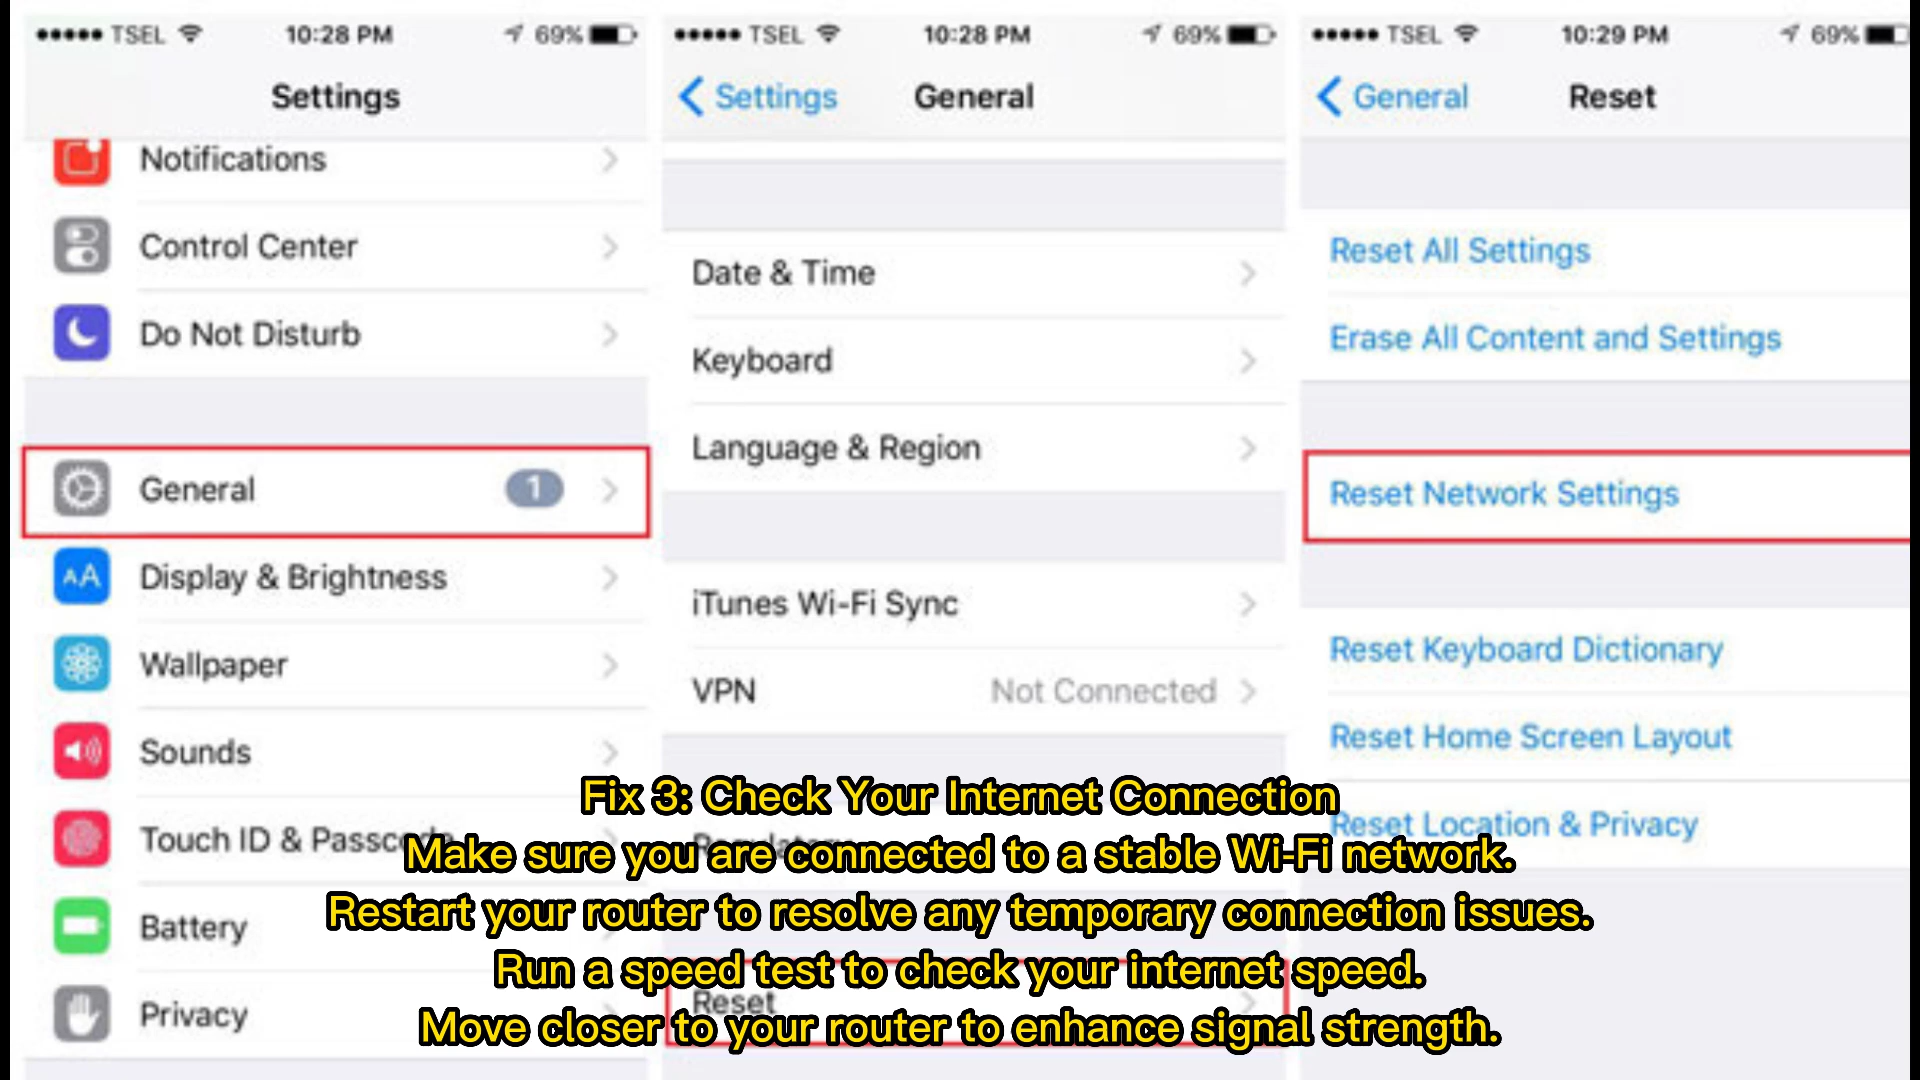 TSEL 10:28 PM 69%
Settings
Notifications
Control Center
Do Not Disturb
General 1
Display & Brightness
Wallpaper
Sounds
Touch ID & Passcode
Battery
Privacy
TSEL 10:28 PM 69%
Settings General
Date & Time
Keyboard
Language & Region
iTunes Wi-Fi Sync
VPN Not Connected
Regulatory
Reset
TSEL 10:29 PM 69%
General Reset
Reset All Settings
Erase All Content and Settings
Reset Network Settings
Reset Keyboard Dictionary
Reset Home Screen Layout
Reset Location & Privacy
Fix 3: Check Your Internet Connection
Make sure you are connected to a stable Wi-Fi network.
Restart your router to resolve any temporary connection issues.
Run a speed test to check your internet speed.
Move closer to your router to enhance signal strength.